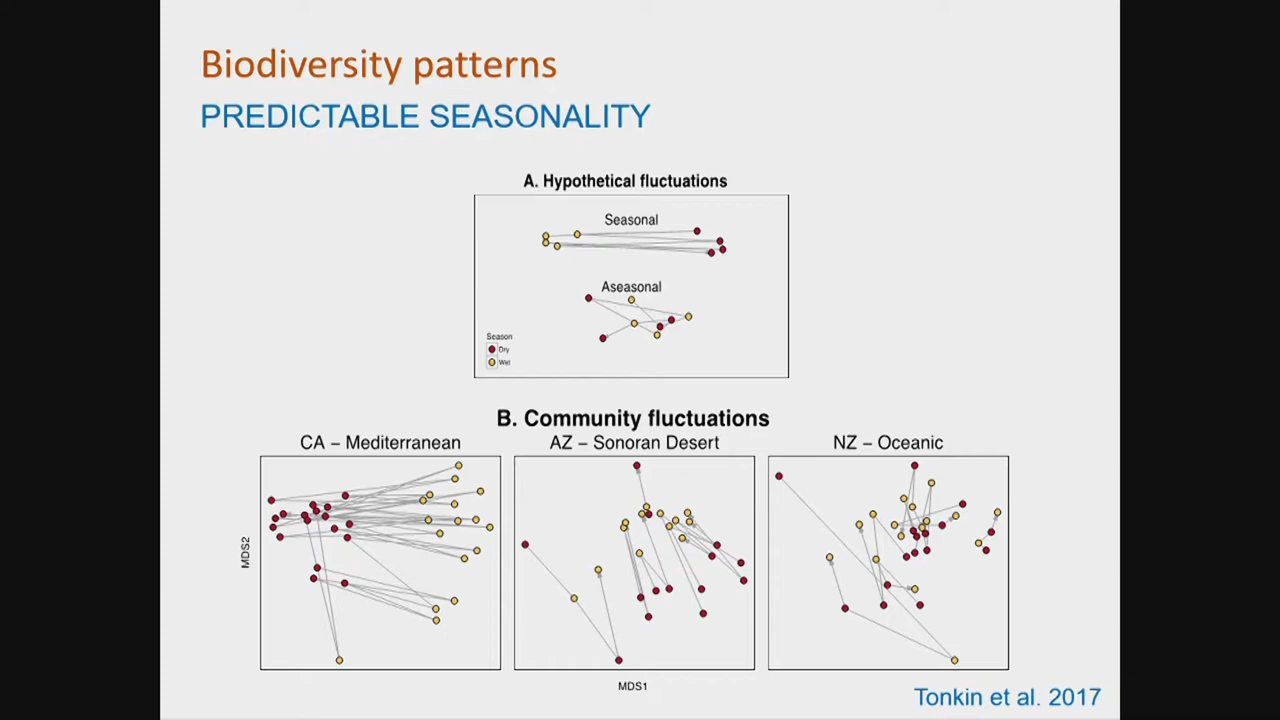 Biodiversity patterns
PREDICTABLE SEASONALITY
A. Hypothetical fluctuations
Seasonal
Aseasonal
Season
Dry
Wet
B. Community fluctuations
CA – Mediterranean
AZ – Sonoran Desert
NZ – Oceanic
MDS2
MDS1
Tonkin et al. 2017